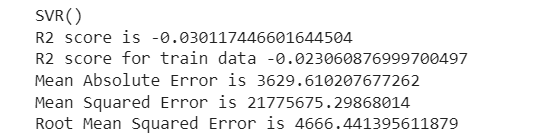 SVR()
R2 score is -0.030117446601644504
R2 score for train data -0.023060876999700497
Mean Absolute Error is 3629.610207677262
Mean Squared Error is 21775675.29868014
Root Mean Squared Error is 4666.441395611879